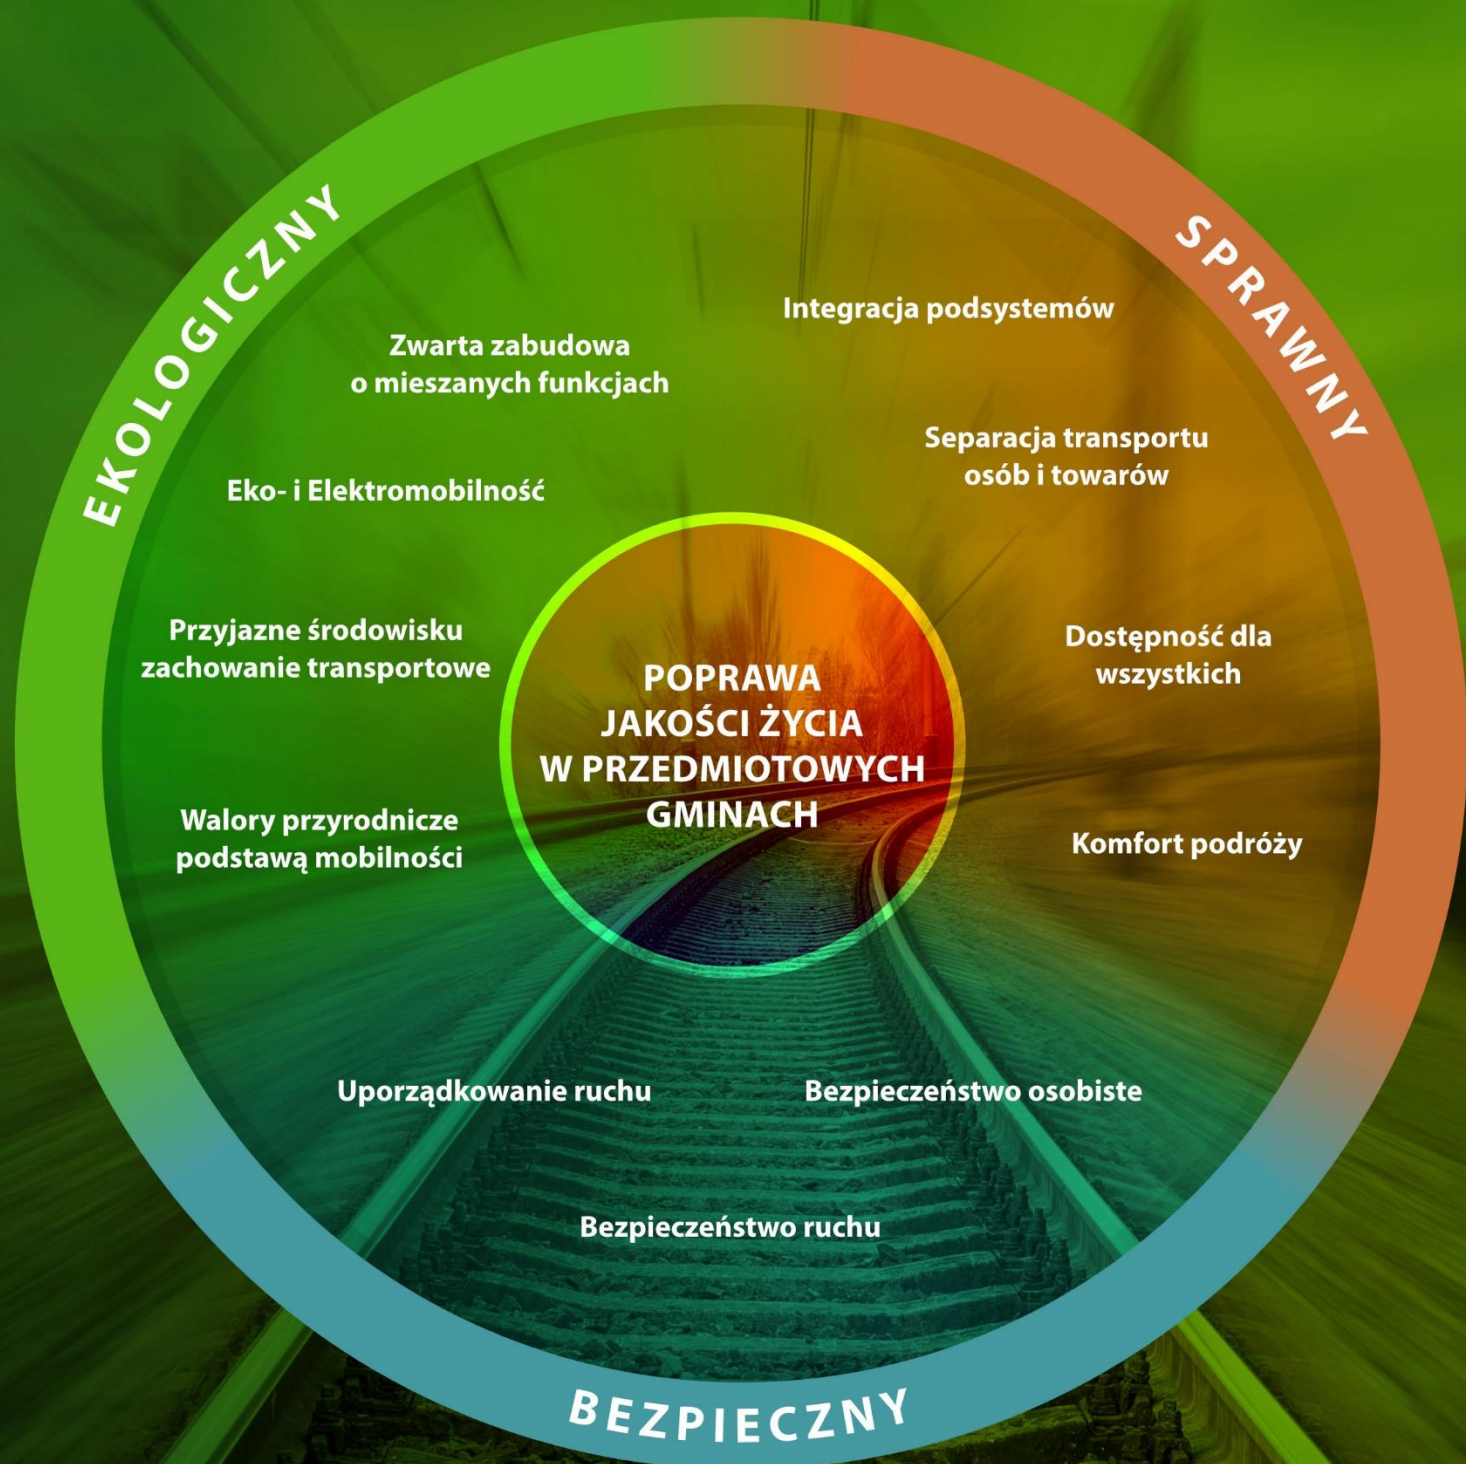 EKOLOGICZNY
SPRAWNY
Integracja podsystemów
Zwarta zabudowa
o mieszanych funkcjach
Separacja transportu
osób i towarów
Eko- i Elektromobilność
Przyjazne środowisku
zachowanie transportowe
Dostępność dla
wszystkich
POPRAWA
JAKOŚCI ŻYCIA
W PRZEDMIOTOWYCH
GMINACH
Walory przyrodnicze
podstawą mobilności
Komfort podróży
Uporządkowanie ruchu
Bezpieczeństwo osobiste
Bezpieczeństwo ruchu
BEZPIECZNY